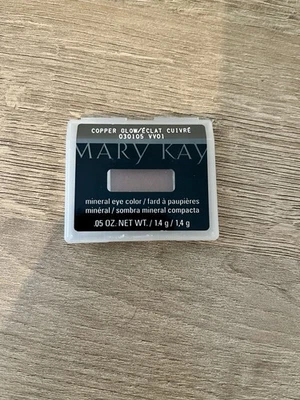 COPPER GLOW/ÉCLAT CUIVRÉ
030105 VV01
MARY KAY
mineral eye color / fard à paupières
minéral / sombra mineral compacta
.05 OZ. NET WT. / 1.4 g / 1,4 g